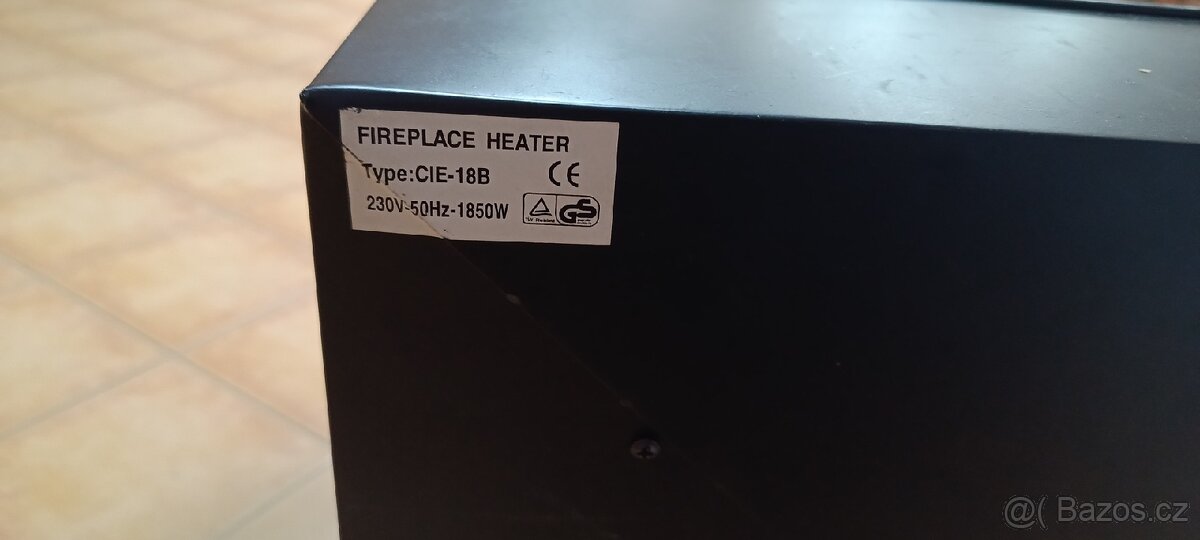 FIREPLACE HEATER
Type:CIE-18B CE
230V-50Hz-1850W GS
@( Bazos.cz